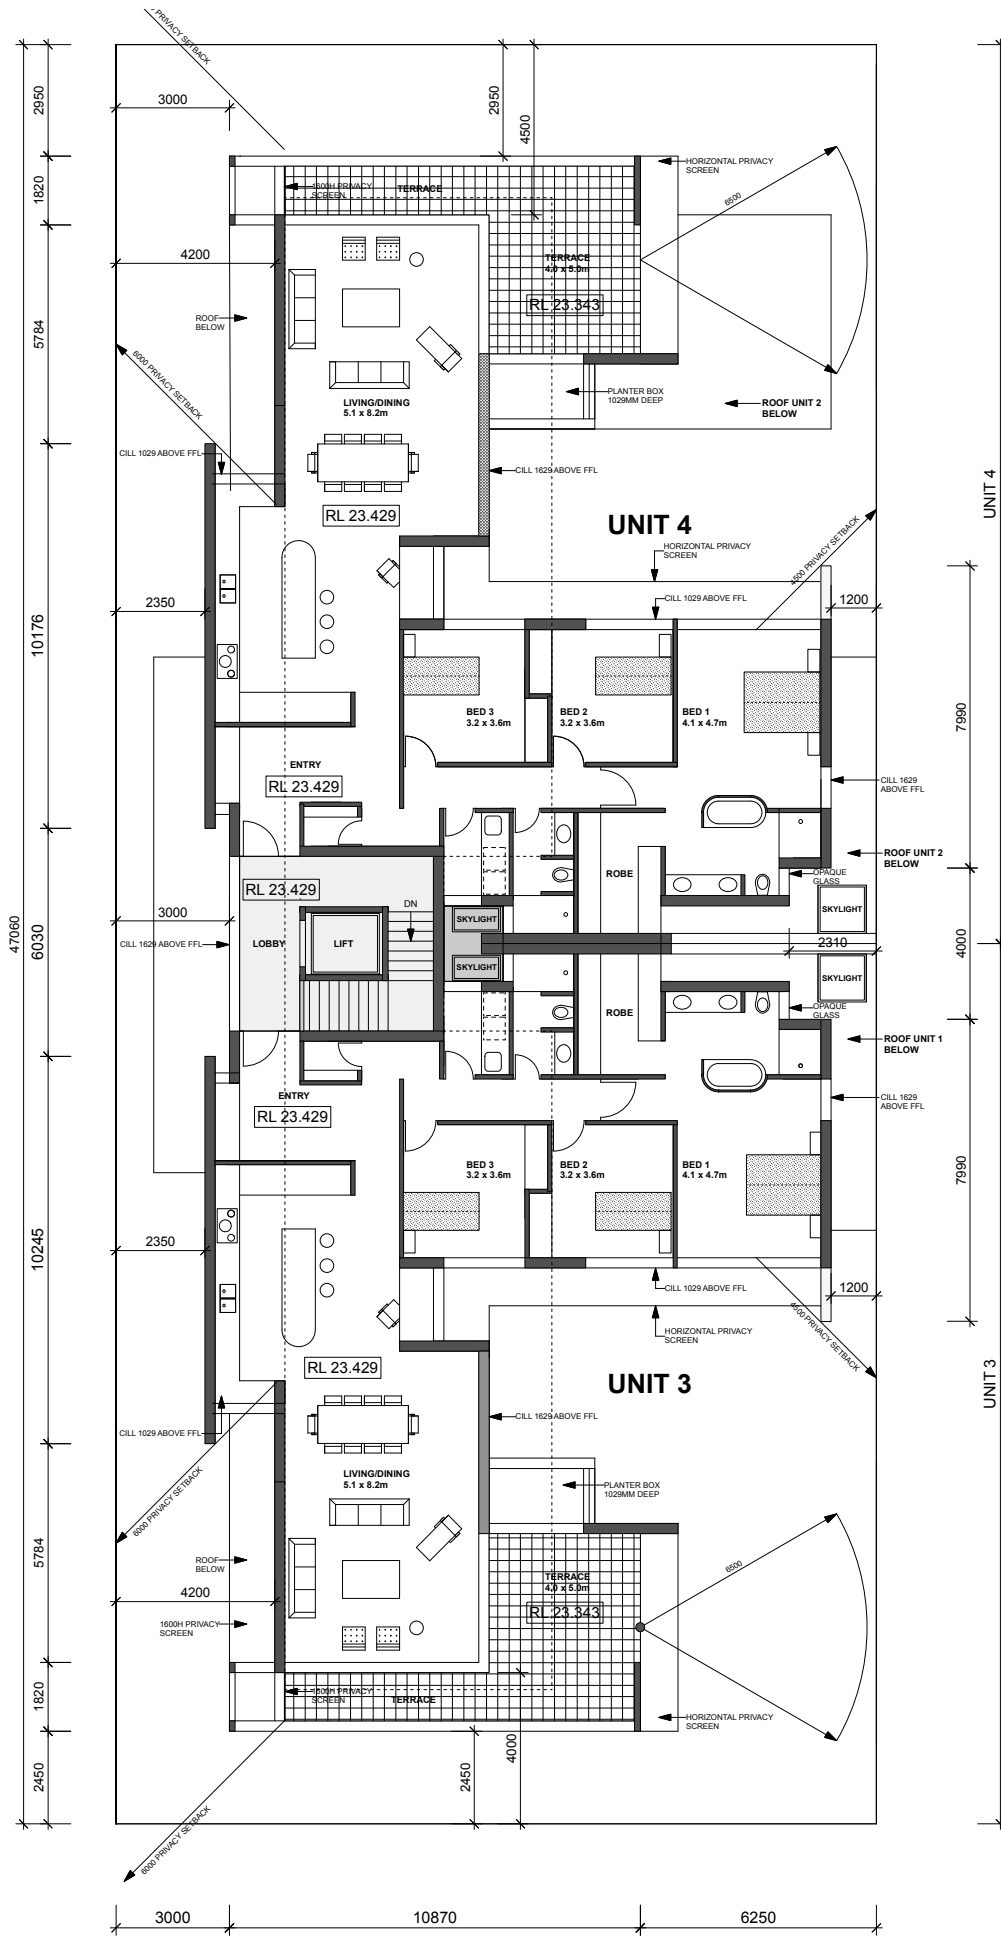 PRIVACY SETBACK
3000
2950
4500
2950
HORIZONTAL PRIVACY
SCREEN
1600H PRIVACY
SCREEN
TERRACE
1820
6500
4200
TERRACE
4.0 x 5.0m
RL 23.343
ROOF
BELOW
5784
6000 PRIVACY SETBACK
PLANTER BOX
1029MM DEEP
ROOF UNIT 2
BELOW
LIVING/DINING
5.1 x 8.2m
CILL 1029 ABOVE FFL
CILL 1629 ABOVE FFL
UNIT 4
RL 23.429
UNIT 4
HORIZONTAL PRIVACY
SCREEN
4500 PRIVACY SETBACK
2350
CILL 1029 ABOVE FFL
1200
10176
BED 3
3.2 x 3.6m
BED 2
3.2 x 3.6m
BED 1
4.1 x 4.7m
7990
ENTRY
RL 23.429
CILL 1629
ABOVE FFL
ROOF UNIT 2
BELOW
ROBE
OPAQUE
GLASS
RL 23.429
DN
SKYLIGHT
SKYLIGHT
3000
47060
6030
CILL 1629 ABOVE FFL
LOBBY
LIFT
2310
4000
SKYLIGHT
SKYLIGHT
OPAQUE
GLASS
ROBE
ROOF UNIT 1
BELOW
ENTRY
RL 23.429
CILL 1629
ABOVE FFL
BED 3
3.2 x 3.6m
BED 2
3.2 x 3.6m
BED 1
4.1 x 4.7m
7990
10245
2350
CILL 1029 ABOVE FFL
1200
HORIZONTAL PRIVACY
SCREEN
4500 PRIVACY SETBACK
RL 23.429
UNIT 3
UNIT 3
CILL 1629 ABOVE FFL
CILL 1029 ABOVE FFL
LIVING/DINING
5.1 x 8.2m
PLANTER BOX
1029MM DEEP
6000 PRIVACY SETBACK
5784
ROOF
BELOW
6500
TERRACE
4.0 x 5.0m
4200
RL 23.343
1600H PRIVACY
SCREEN
1820
1600H PRIVACY
SCREEN
TERRACE
HORIZONTAL PRIVACY
SCREEN
4000
2450
2450
6000 PRIVACY SETBACK
3000
10870
6250